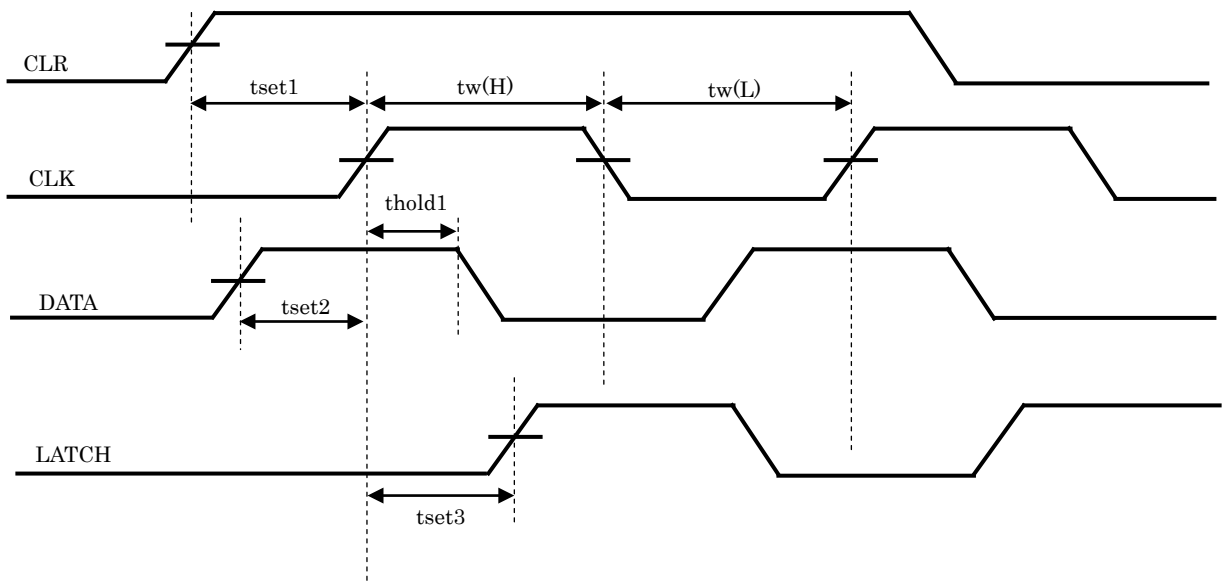 CLR
tset1
tw(H)
tw(L)
CLK
thold1
DATA
tset2
LATCH
tset3